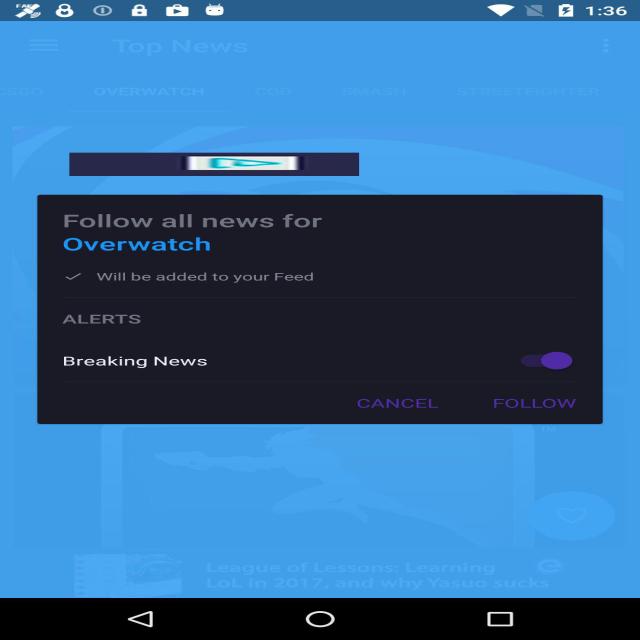 1:36
Top News
OVERWATCH COD SMASH STREETFIGHTER
Follow all news for
Overwatch
Will be added to your Feed
ALERTS
Breaking News
CANCEL FOLLOW
TM
League of Lessons: Learning
LoL in 2017, and why Yasuo sucks